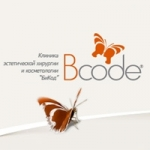 Клиника
эстетической хирургии
и косметологии
"БиКод"
Bcode®